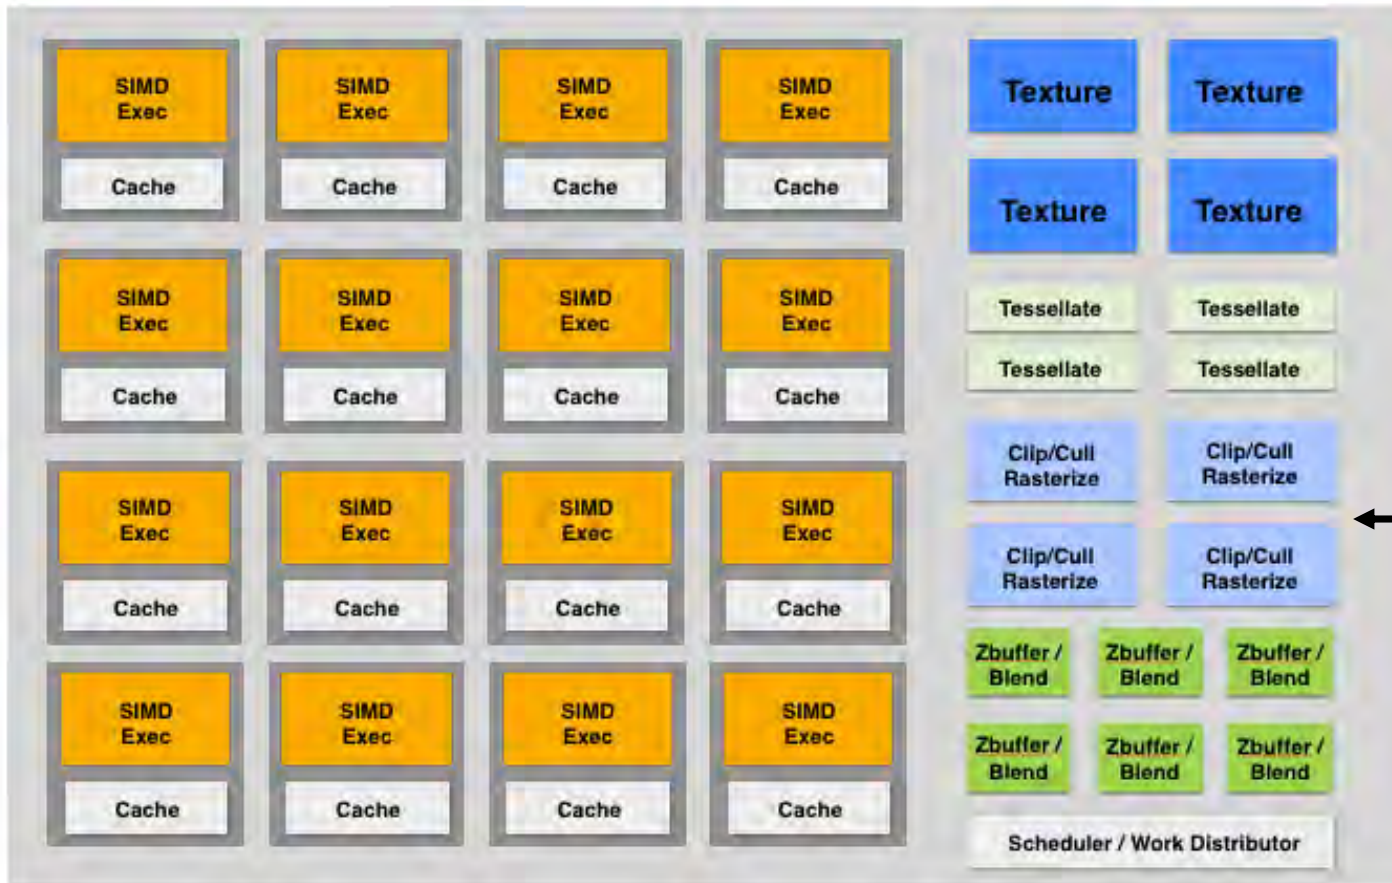 SIMD
Exec
Cache
SIMD
Exec
Cache
SIMD
Exec
Cache
SIMD
Exec
Cache
SIMD
Exec
Cache
SIMD
Exec
Cache
SIMD
Exec
Cache
SIMD
Exec
Cache
SIMD
Exec
Cache
SIMD
Exec
Cache
SIMD
Exec
Cache
SIMD
Exec
Cache
SIMD
Exec
Cache
SIMD
Exec
Cache
SIMD
Exec
Cache
SIMD
Exec
Cache
Texture
Texture
Texture
Texture
Tessellate
Tessellate
Tessellate
Tessellate
Clip/Cull
Rasterize
Clip/Cull
Rasterize
Clip/Cull
Rasterize
Clip/Cull
Rasterize
Zbuffer /
Blend
Zbuffer /
Blend
Zbuffer /
Blend
Zbuffer /
Blend
Zbuffer /
Blend
Zbuffer /
Blend
Scheduler / Work Distributor